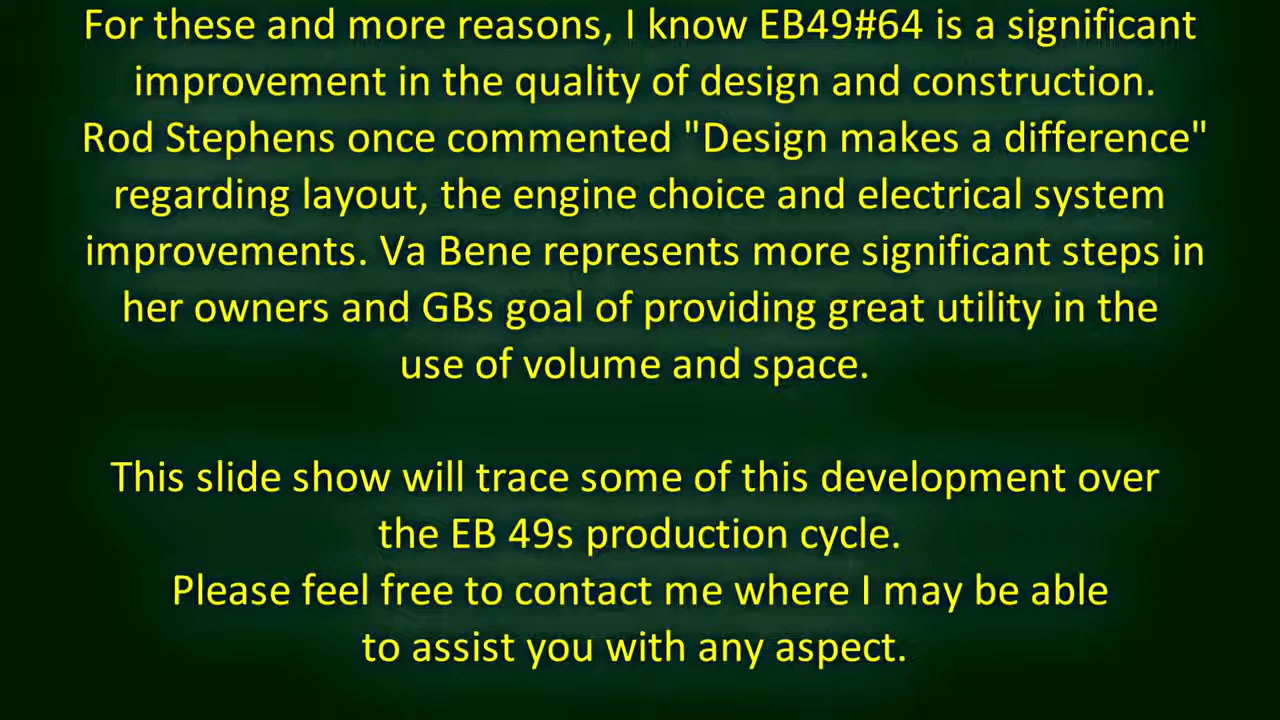 For these and more reasons, I know EB49#64 is a significant
improvement in the quality of design and construction.
Rod Stephens once commented "Design makes a difference"
regarding layout, the engine choice and electrical system
improvements. Va Bene represents more significant steps in
her owners and GBs goal of providing great utility in the
use of volume and space.
This slide show will trace some of this development over
the EB 49s production cycle.
Please feel free to contact me where I may be able
to assist you with any aspect.